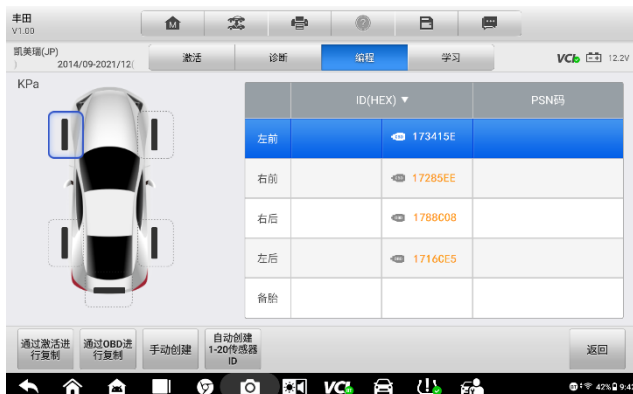 丰田
V1.00
凯美瑞(JP)
) 2014/09-2021/12(
激活
诊断
编程
学习
VCI 12.2V
KPa
ID(HEX) ▼
PSN码
左前 173415E
右前 17285EE
右后 1788008
左后 17160E5
备胎
通过激活进
行复制
通过OBD进
行复制
手动创建
自动创建
1-20传感器
ID
返回
VCI
42% 9:42